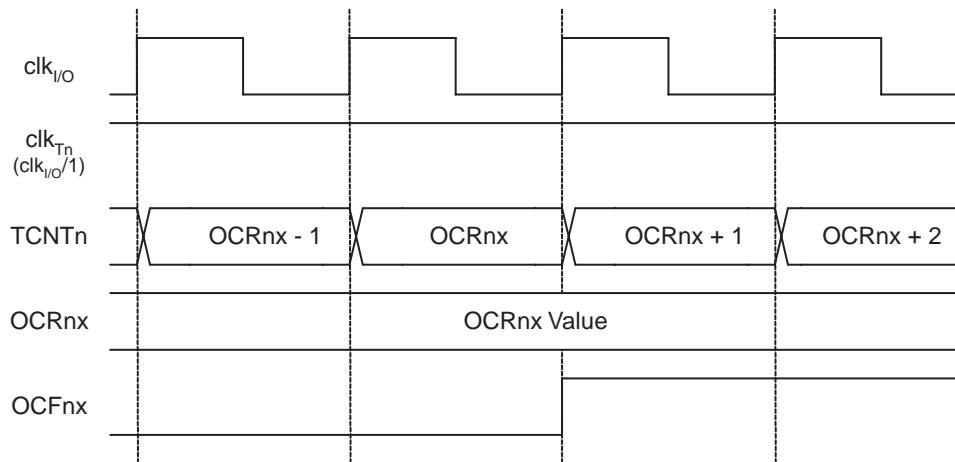 clkI/O
clkTn
(clkI/O/1)
TCNTn OCRnx - 1 OCRnx OCRnx + 1 OCRnx + 2
OCRnx OCRnx Value
OCFnx